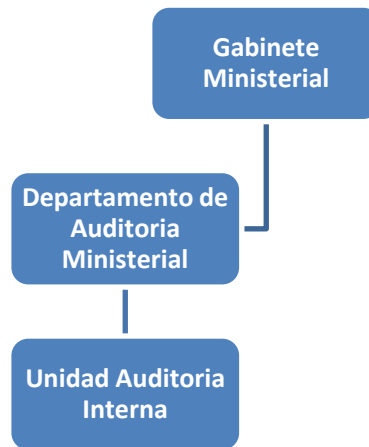 Gabinete
Ministerial
Departamento de
Auditoria
Ministerial
Unidad Auditoria
Interna